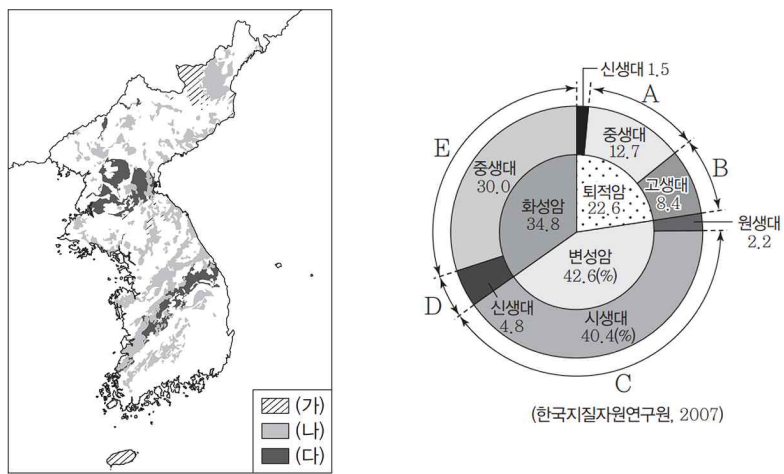 (가)
(나)
(다)
신생대 1.5
A
중생대
12.7
B
고생대
8.4
원생대
2.2
퇴적암
22.6
E
중생대
30.0
화성암
34.8
변성암
42.6(%)
D
신생대
4.8
시생대
40.4(%)
C
(한국지질자원연구원, 2007)